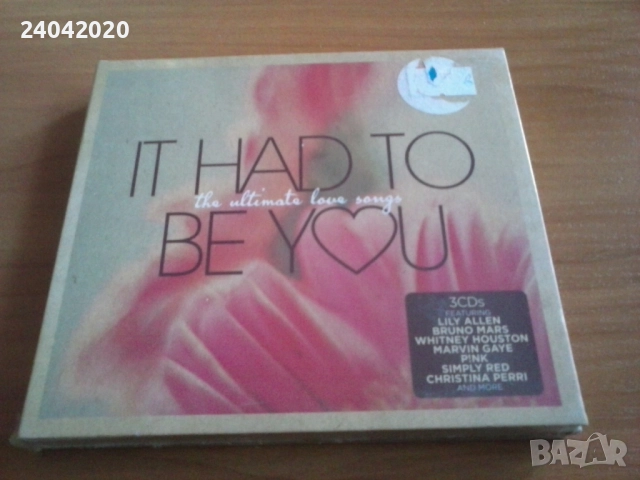 24042020
IT HAD TO
the ultimate love songs
BE YOU
3CDs
FEATURING
LILY ALLEN
BRUNO MARS
WHITNEY HOUSTON
MARVIN GAYE
P!NK
SIMPLY RED
CHRISTINA PERRI
AND MORE
BAZAR